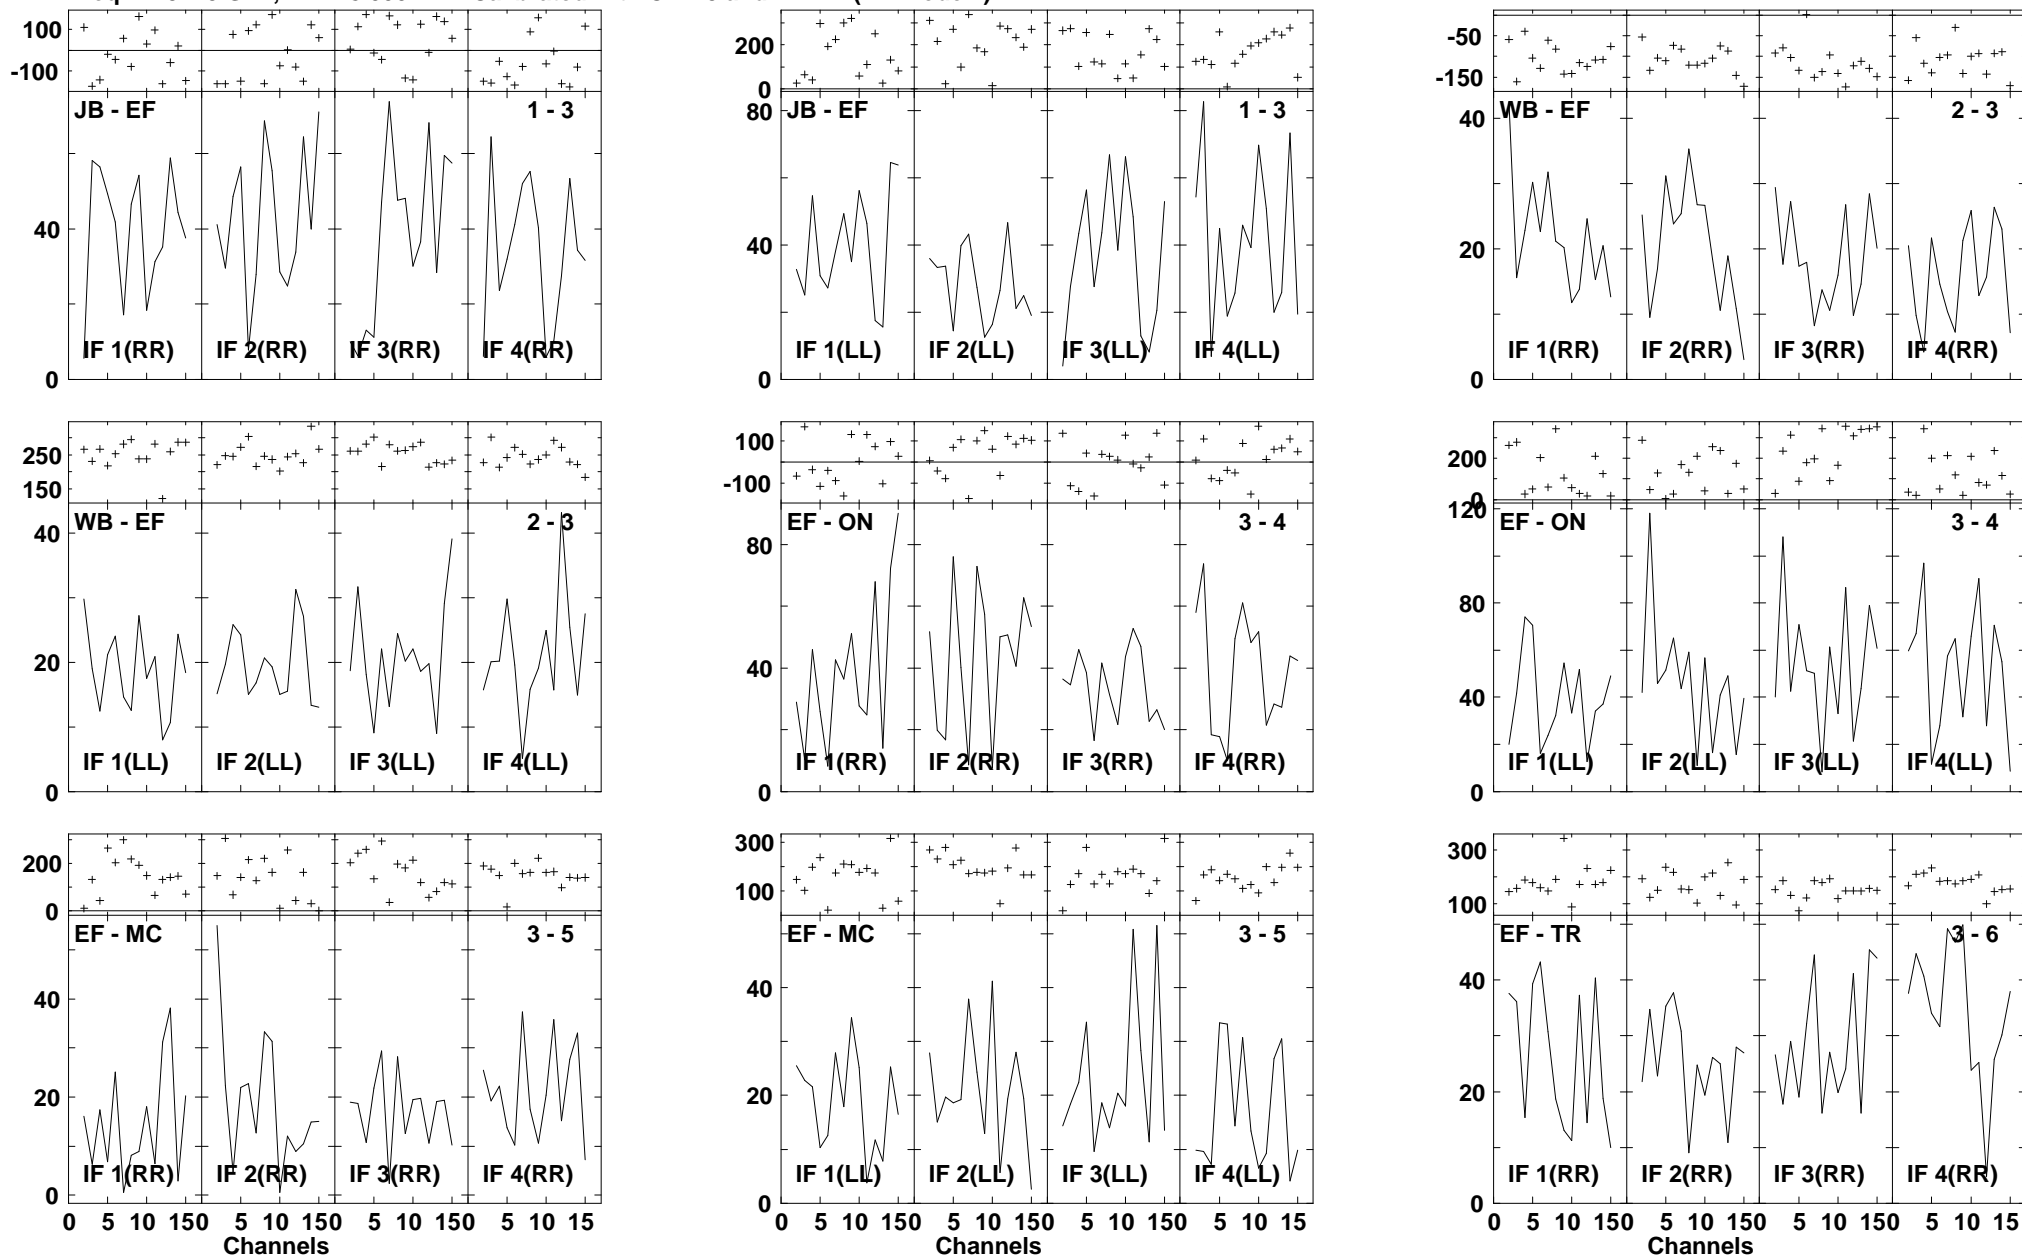 100
-100
JB - EF 1 - 3
40
IF 1(RR) IF 2(RR) IF 3(RR) IF 4(RR)
0
200
0
80
JB - EF 1 - 3
40
IF 1(LL) IF 2(LL) IF 3(LL) IF 4(LL)
0
-50
-150
WB - EF 2 - 3
40
20
IF 1(RR) IF 2(RR) IF 3(RR) IF 4(RR)
0
250
150
WB - EF 2 - 3
40
20
IF 1(LL) IF 2(LL) IF 3(LL) IF 4(LL)
0
100
-100
EF - ON 3 - 4
80
40
IF 1(RR) IF 2(RR) IF 3(RR) IF 4(RR)
0
200
0
120
EF - ON 3 - 4
80
40
IF 1(LL) IF 2(LL) IF 3(LL) IF 4(LL)
0
200
0
EF - MC 3 - 5
40
20
IF 1(RR) IF 2(RR) IF 3(RR) IF 4(RR)
0
0 5 10 150 5 10 150 5 10 150 5 10 15
Channels
300
100
EF - MC 3 - 5
40
20
IF 1(LL) IF 2(LL) IF 3(LL) IF 4(LL)
0
0 5 10 150 5 10 150 5 10 150 5 10 15
Channels
300
100
EF - TR 3 - 6
40
20
IF 1(RR) IF 2(RR) IF 3(RR) IF 4(RR)
0
0 5 10 150 5 10 150 5 10 150 5 10 15
Channels